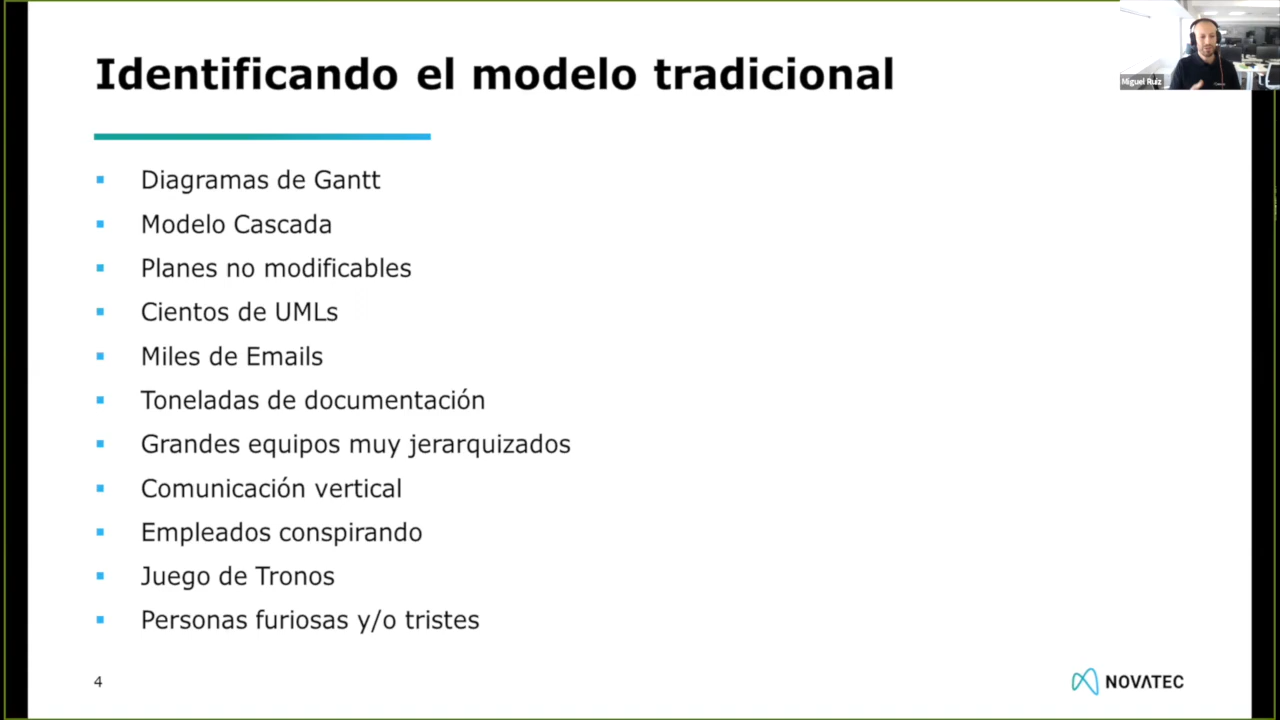 Identificando el modelo tradicional
Miguel Ruiz
Diagramas de Gantt
Modelo Cascada
Planes no modificables
Cientos de UMLs
Miles de Emails
Toneladas de documentación
Grandes equipos muy jerarquizados
Comunicación vertical
Empleados conspirando
Juego de Tronos
Personas furiosas y/o tristes
4
NOVATEC